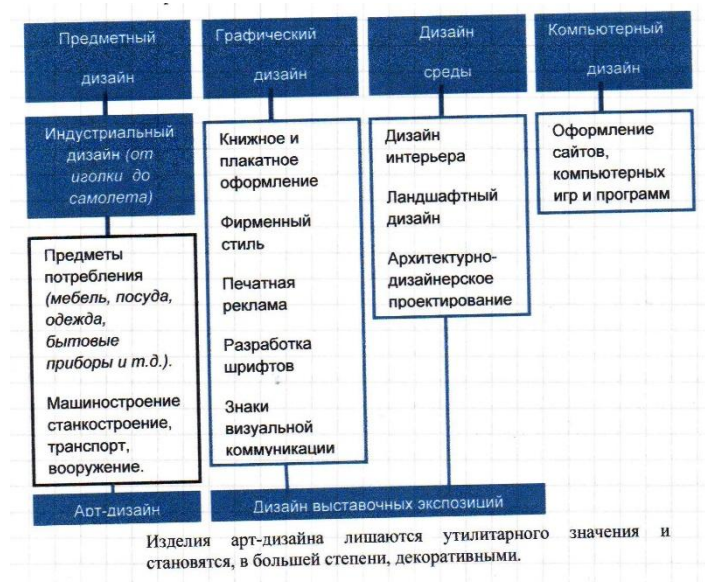 Предметный
дизайн
Графический
дизайн
Дизайн
среды
Компьютерный
дизайн
Индустриальный
дизайн (от
иголки до
самолета)
Предметы
потребления
(мебель, посуда,
одежда,
бытовые
приборы и т.д.).
Машиностроение
станкостроение,
транспорт,
вооружение.
Арт-дизайн
Книжное и
плакатное
оформление
Фирменный
стиль
Печатная
реклама
Разработка
шрифтов
Знаки
визуальной
коммуникации
Дизайн
интерьера
Ландшафтный
дизайн
Архитектурно-
дизайнерское
проектирование
Оформление
сайтов,
компьютерных
игр и программ
Дизайн выставочных экспозиций
Изделия арт-дизайна лишаются утилитарного значения и
становятся, в большей степени, декоративными.